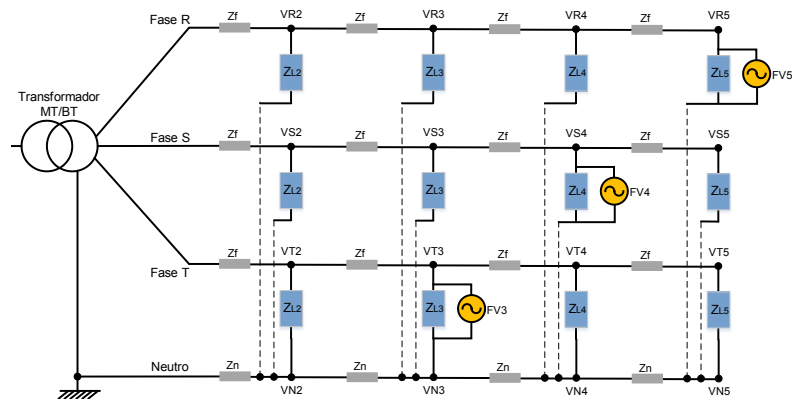 Fase R
Zf
VR2
Zf
VR3
Zf
VR4
Zf
VR5
ZL2
ZL3
ZL4
ZL5
FV5
Transformador
MT/BT
Fase S
Zf
VS2
Zf
VS3
Zf
VS4
Zf
VS5
ZL2
ZL3
ZL4
FV4
ZL5
Fase T
Zf
VT2
Zf
VT3
Zf
VT4
Zf
VT5
ZL2
ZL3
FV3
ZL4
ZL5
Neutro
Zn
VN2
Zn
VN3
Zn
VN4
Zn
VN5